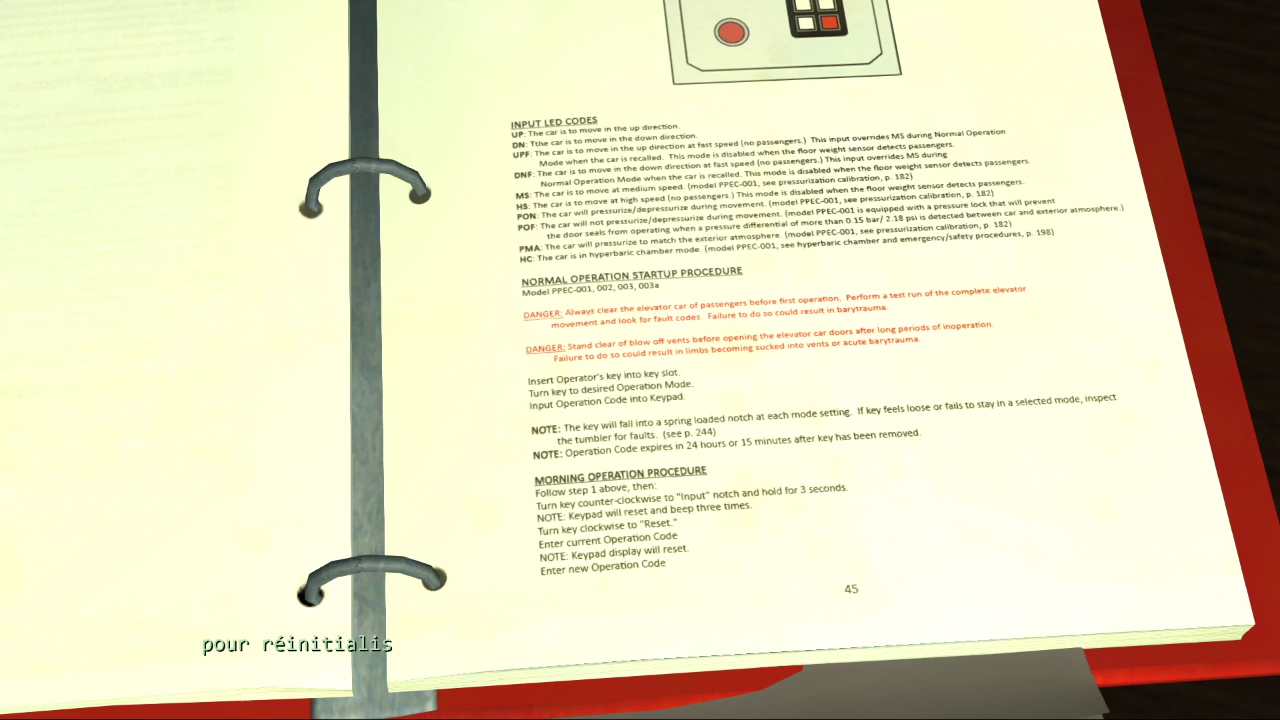 INPUT LED CODES
UP: The car is to move in the up direction.
DN: Tthe car is to move in the down direction.
UPF: The car is to move in the up direction at fast speed (no passengers.) This input overrides MS during Normal Operation
Mode when the car is recalled. This mode is disabled when the floor weight sensor detects passengers.
DNF: The car is to move in the down direction at fast speed (no passengers.) This input overrides MS during
Normal Operation Mode when the car is recalled. This mode is disabled when the floor weight sensor detects passengers.
MS: The car is to move at medium speed. (model PPEC-001, see pressurization calibration, p. 182)
HS: The car is to move at high speed (no passengers.) This mode is disabled when the floor weight sensor detects passengers.
PON: The car will pressurize/depressurize during movement. (model PPEC-001, see pressurization calibration, p. 182)
POF: The car will not pressurize/depressurize during movement. (model PPEC-001 is equipped with a pressure lock that will prevent
the door seals from operating when a pressure differential of more than 0.15 bar/ 2.18 psi is detected between car and exterior atmosphere.)
PMA: The car will pressurize to match the exterior atmosphere. (model PPEC-001, see pressurization calibration, p. 182)
HC: The car is in hyperbaric chamber mode. (model PPEC-001, see hyperbaric chamber and emergency/safety procedures, p. 198)
NORMAL OPERATION STARTUP PROCEDURE
Model PPEC-001, 002, 003, 003a
DANGER: Always clear the elevator car of passengers before first operation. Perform a test run of the complete elevator
movement and look for fault codes. Failure to do so could result in barytrauma.
DANGER: Stand clear of blow off vents before opening the elevator car doors after long periods of inoperation.
Failure to do so could result in limbs becoming sucked into vents or acute barytrauma.
Insert Operator's key into key slot.
Turn key to desired Operation Mode.
Input Operation Code into Keypad.
NOTE: The key will fall into a spring loaded notch at each mode setting. If key feels loose or fails to stay in a selected mode, inspect
the tumbler for faults. (see p. 244)
NOTE: Operation Code expires in 24 hours or 15 minutes after key has been removed.
MORNING OPERATION PROCEDURE
Follow step 1 above, then:
Turn key counter-clockwise to "Input" notch and hold for 3 seconds.
NOTE: Keypad will reset and beep three times.
Turn key clockwise to "Reset."
Enter current Operation Code
NOTE: Keypad display will reset.
Enter new Operation Code
45
pour réinitialis